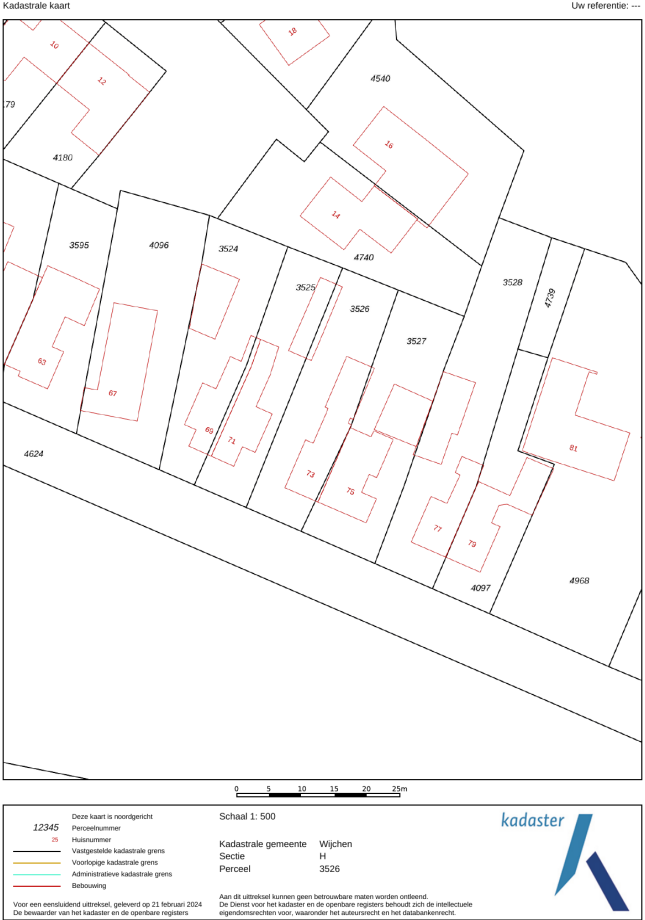 Kadastrale kaart Uw referentie: ---
18
10
4540
12
79
16
4180
14
3595 4096 3524
4740
3525 3528
4739
3526
3527
63
67
69
71
81
4624
73
75
77
79
4968
4097
0 5 10 15 20 25m
Deze kaart is noordgericht
12345 Perceelnummer
25 Huisnummer
Vastgestelde kadastrale grens
Voorlopige kadastrale grens
Administratieve kadastrale grens
Bebouwing
Voor een eensluidend uittreksel, geleverd op 21 februari 2024
De bewaarder van het kadaster en de openbare registers
Schaal 1: 500
Kadastrale gemeente Wijchen
Sectie H
Perceel 3526
Aan dit uittreksel kunnen geen betrouwbare maten worden ontleend.
De Dienst voor het kadaster en de openbare registers behoudt zich de intellectuele
eigendomsrechten voor, waaronder het auteursrecht en het databankenrecht.
kadaster